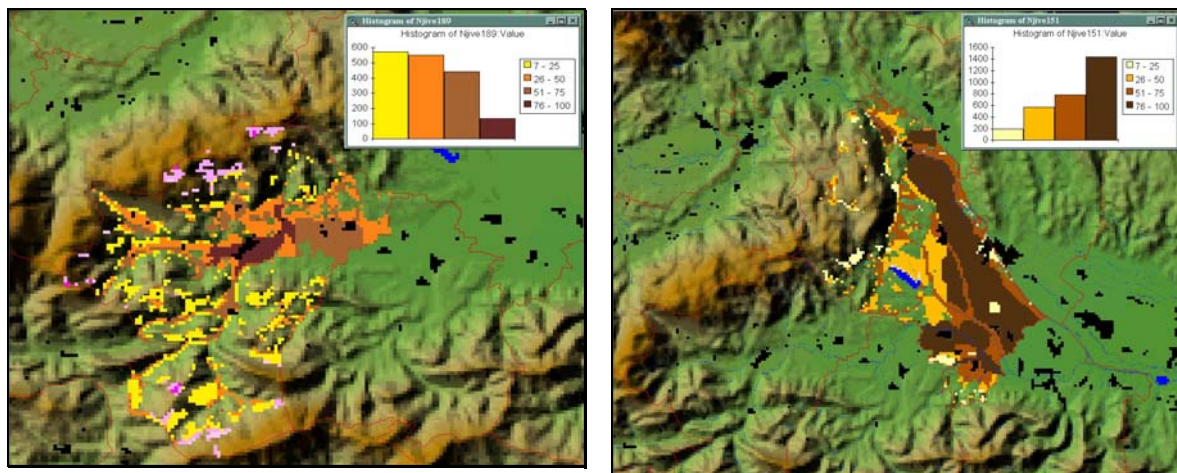 Histogram of Njive189
Histogram of Njive189:Value
600
500
400
300
200
100
0
7 - 25
26 - 50
51 - 75
76 - 100
Histogram of Njive151
Histogram of Njive151:Value
1600
1400
1200
1000
800
600
400
200
0
7 - 25
26 - 50
51 - 75
76 - 100